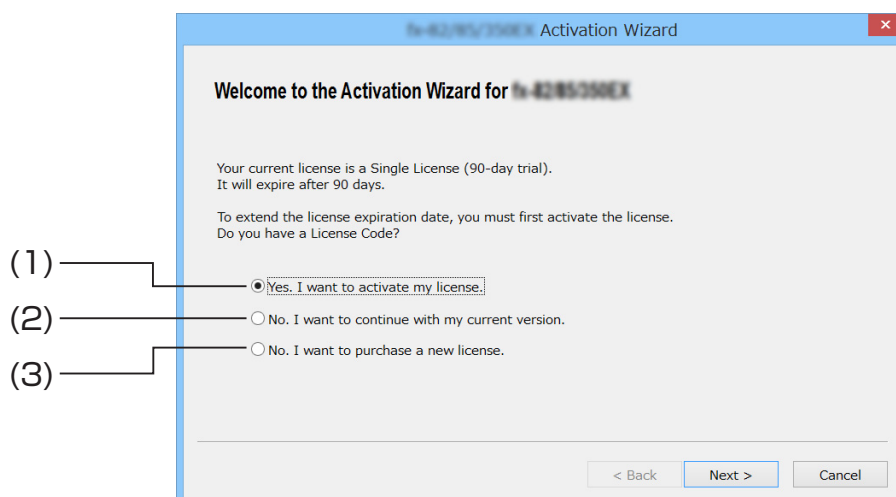 Activation Wizard
Welcome to the Activation Wizard for
Your current license is a Single License (90-day trial).
It will expire after 90 days.
To extend the license expiration date, you must first activate the license.
Do you have a License Code?
(1)
Yes. I want to activate my license.
(2)
No. I want to continue with my current version.
(3)
No. I want to purchase a new license.
< Back
Next >
Cancel